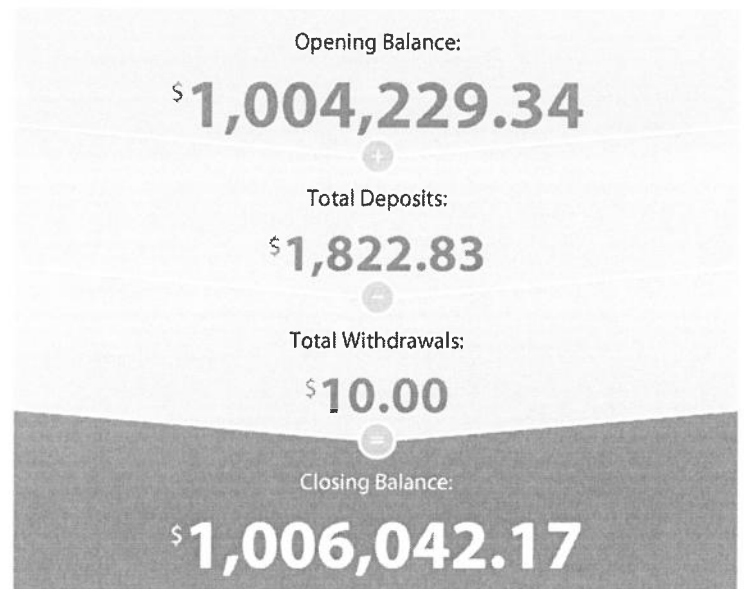 Opening Balance:
$1,004,229.34
+
Total Deposits:
$1,822.83
-
Total Withdrawals:
$10.00
=
Closing Balance:
$1,006,042.17